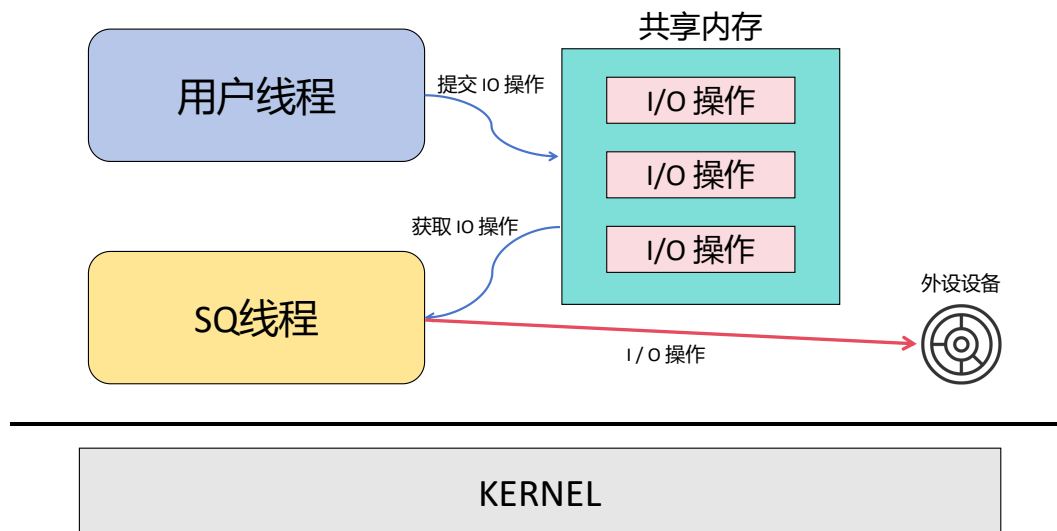 共享内存
用户线程
提交 IO 操作
I/O 操作
I/O 操作
获取 IO 操作
I/O 操作
外设设备
SQ线程
I / O 操作
KERNEL